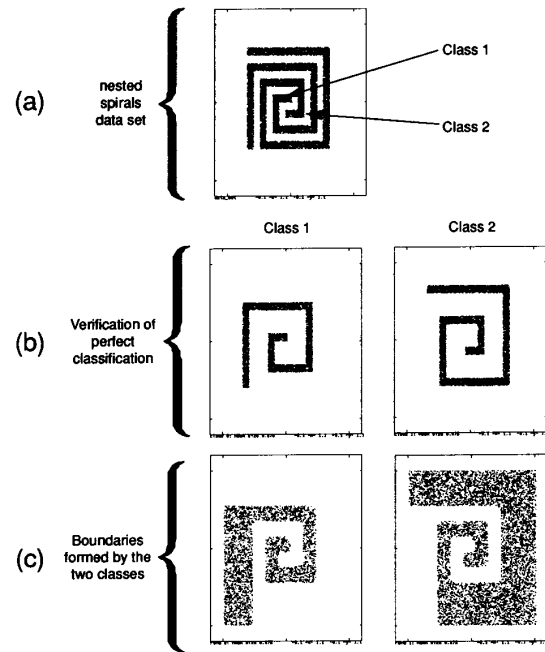 (a)
nested
spirals
data set
Class 1
Class 2
Class 1
Class 2
(b)
Verification of
perfect
classification
(c)
Boundaries
formed by the
two classes